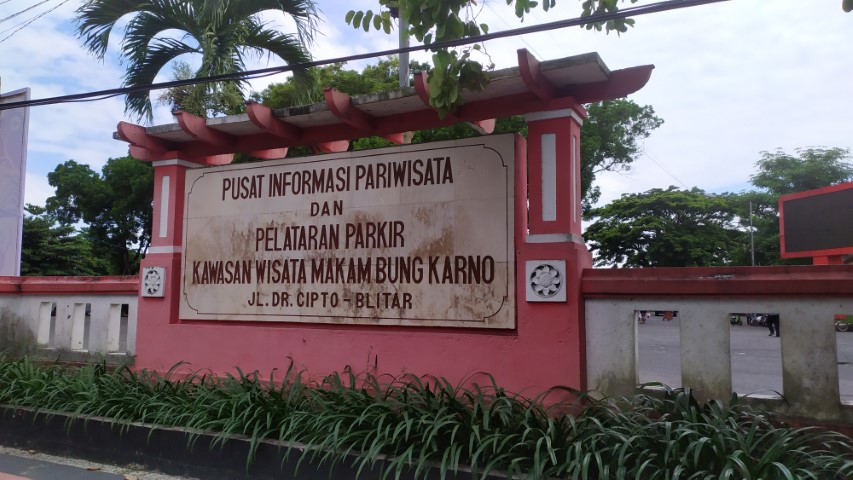 PUSAT INFORMASI PARIWISATA
DAN
PELATARAN PARKIR
KAWASAN WISATA MAKAM BUNG KARNO
JL. DR. CIPTO - BLITAR